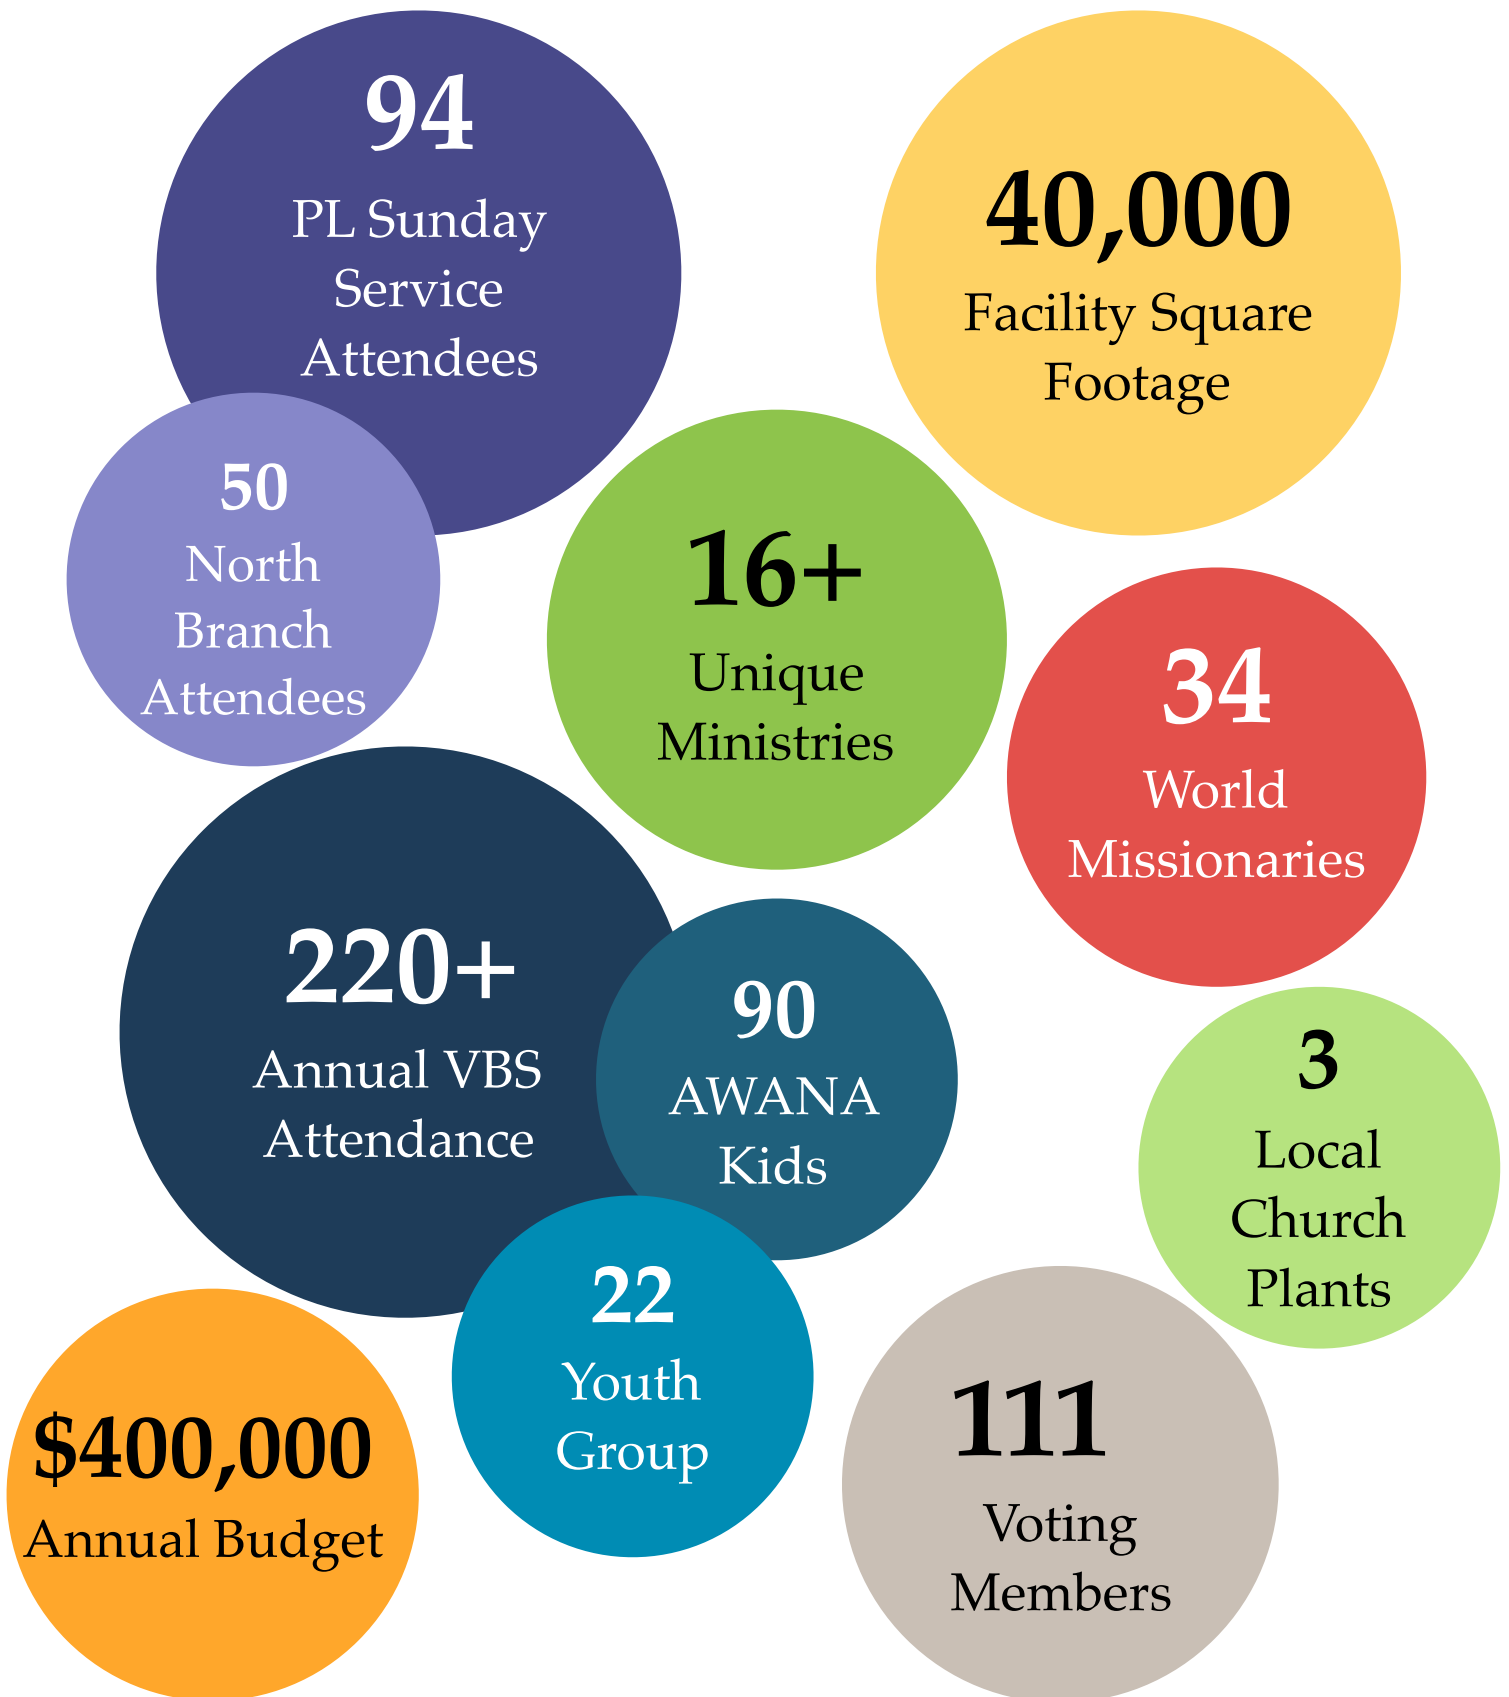 94
PL Sunday
Service
Attendees
40,000
Facility Square
Footage
50
North
Branch
Attendees
16+
Unique
Ministries
34
World
Missionaries
220+
Annual VBS
Attendance
90
AWANA
Kids
3
Local
Church
Plants
22
Youth
Group
$400,000
Annual Budget
111
Voting
Members